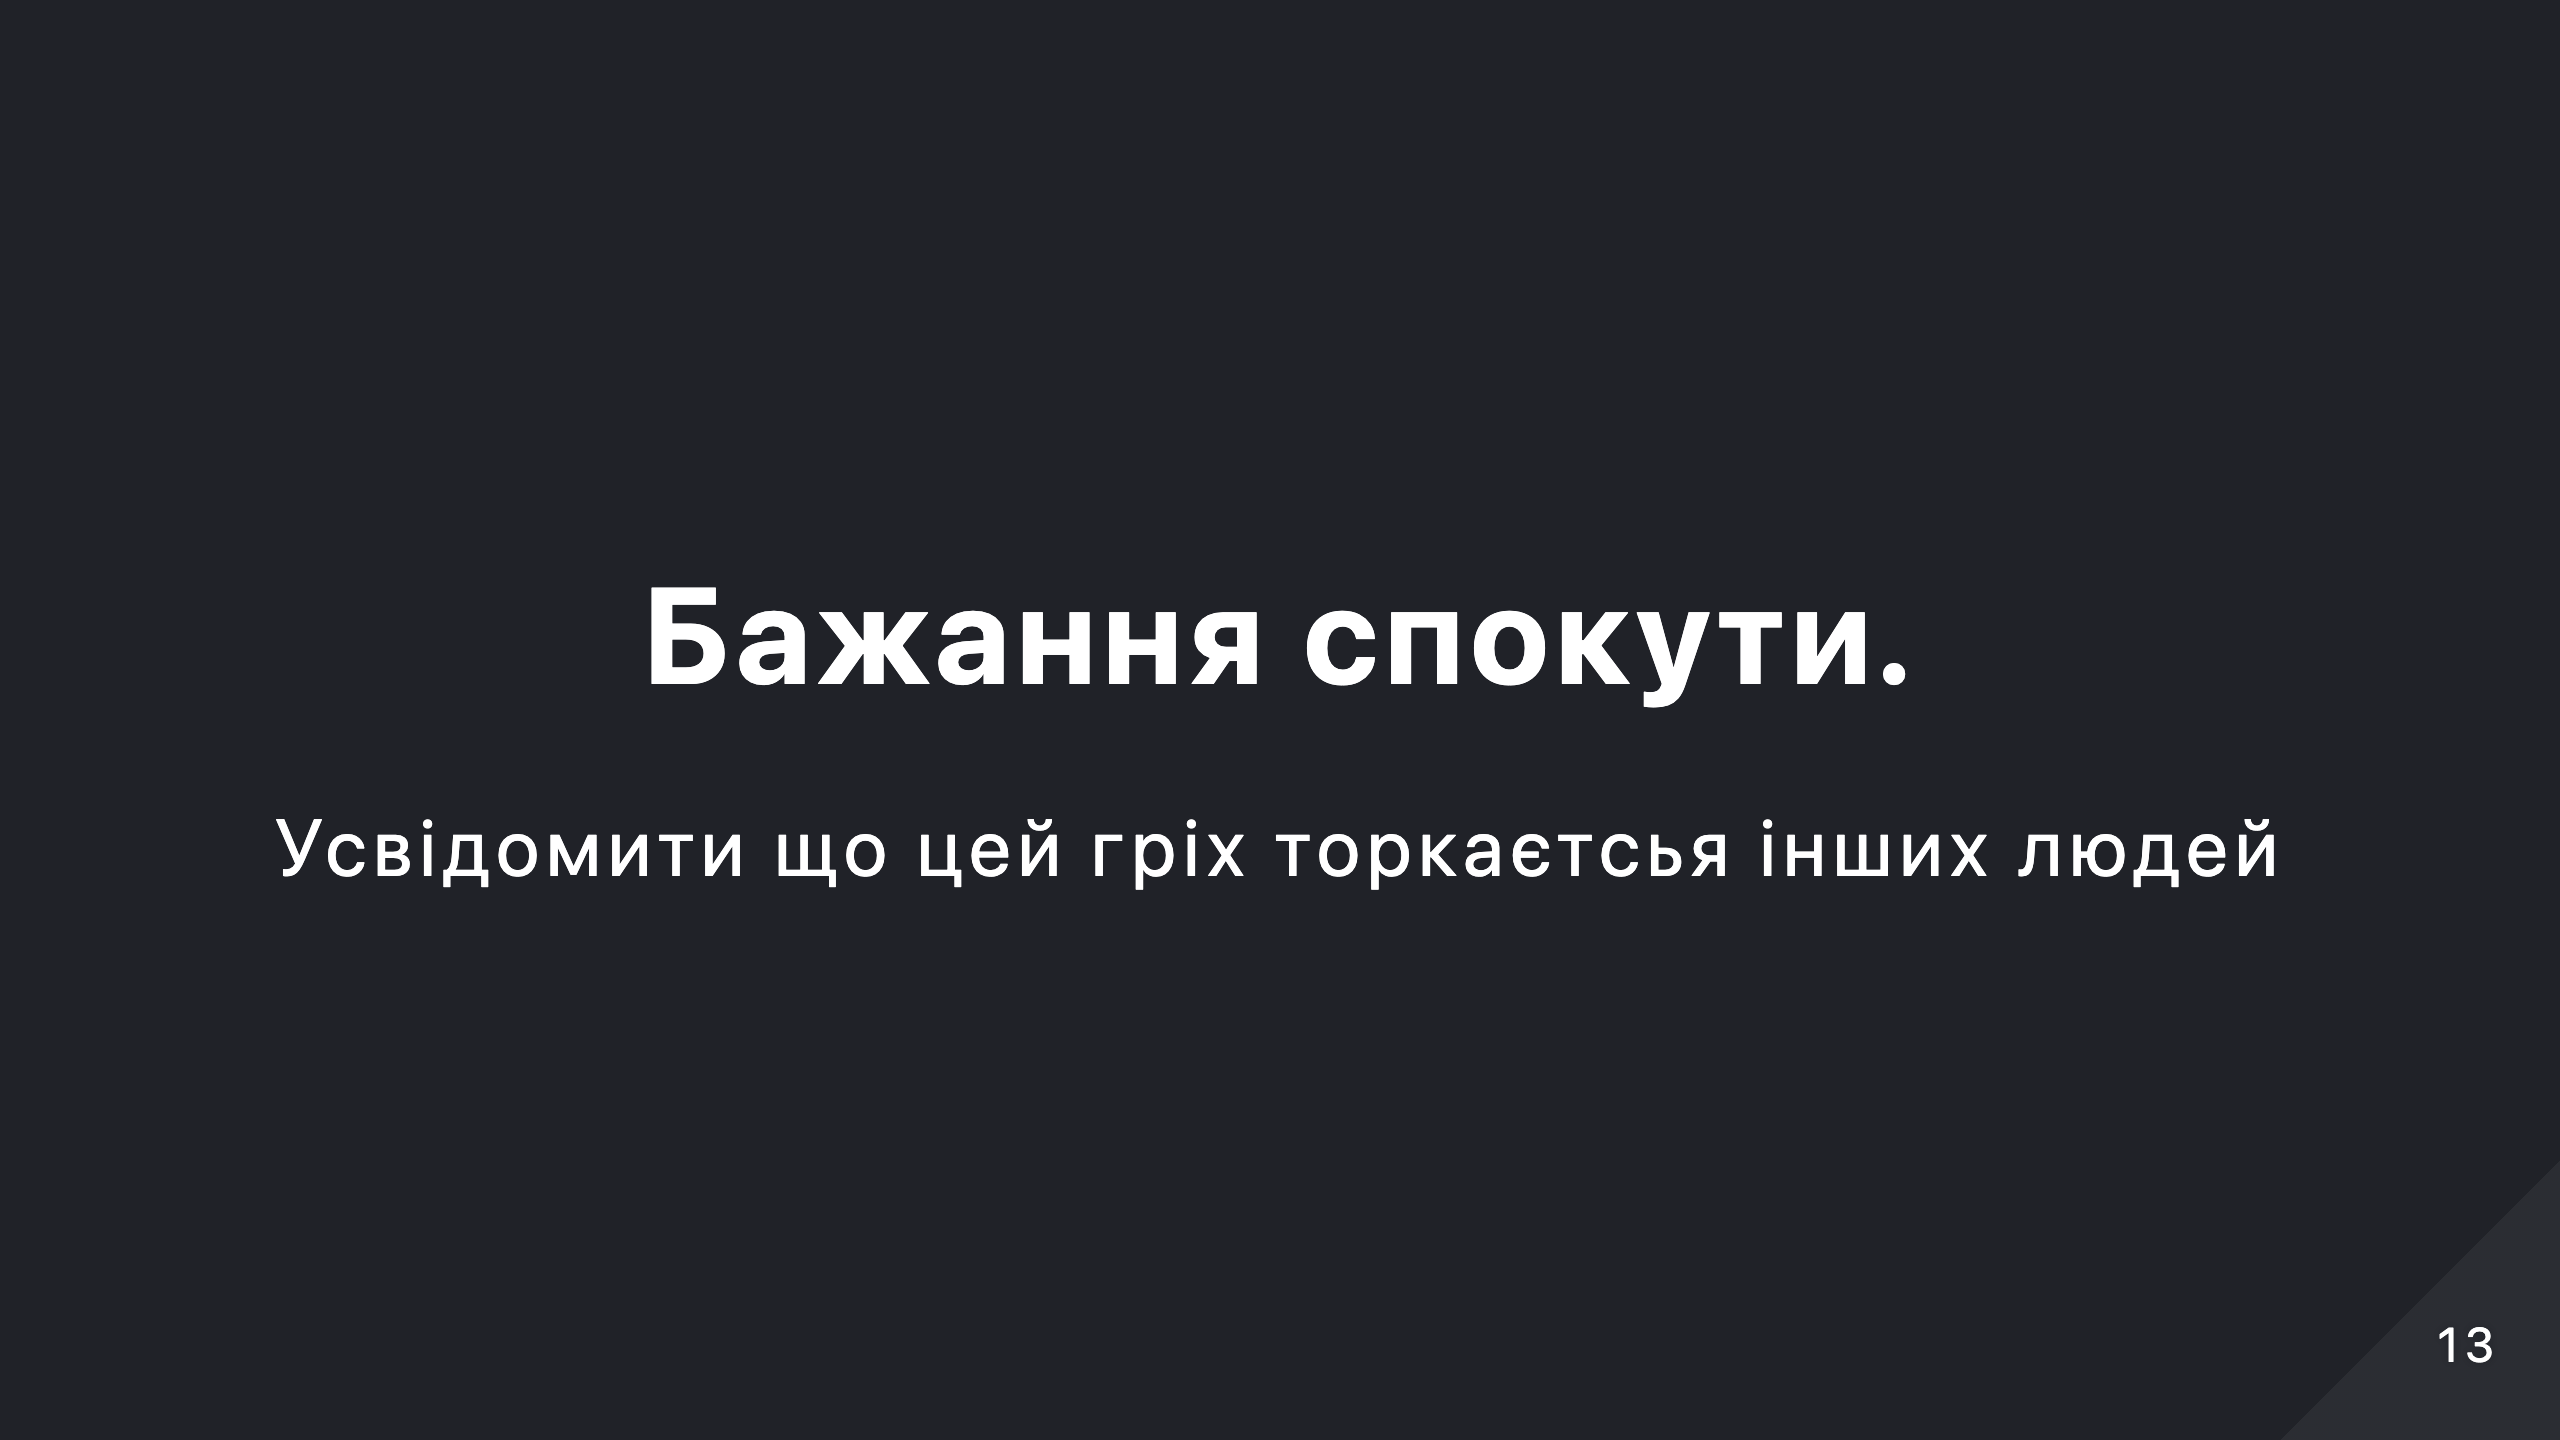 Бажання спокути.
Усвідомити що цей гріх торкаєтсья інших людей
13